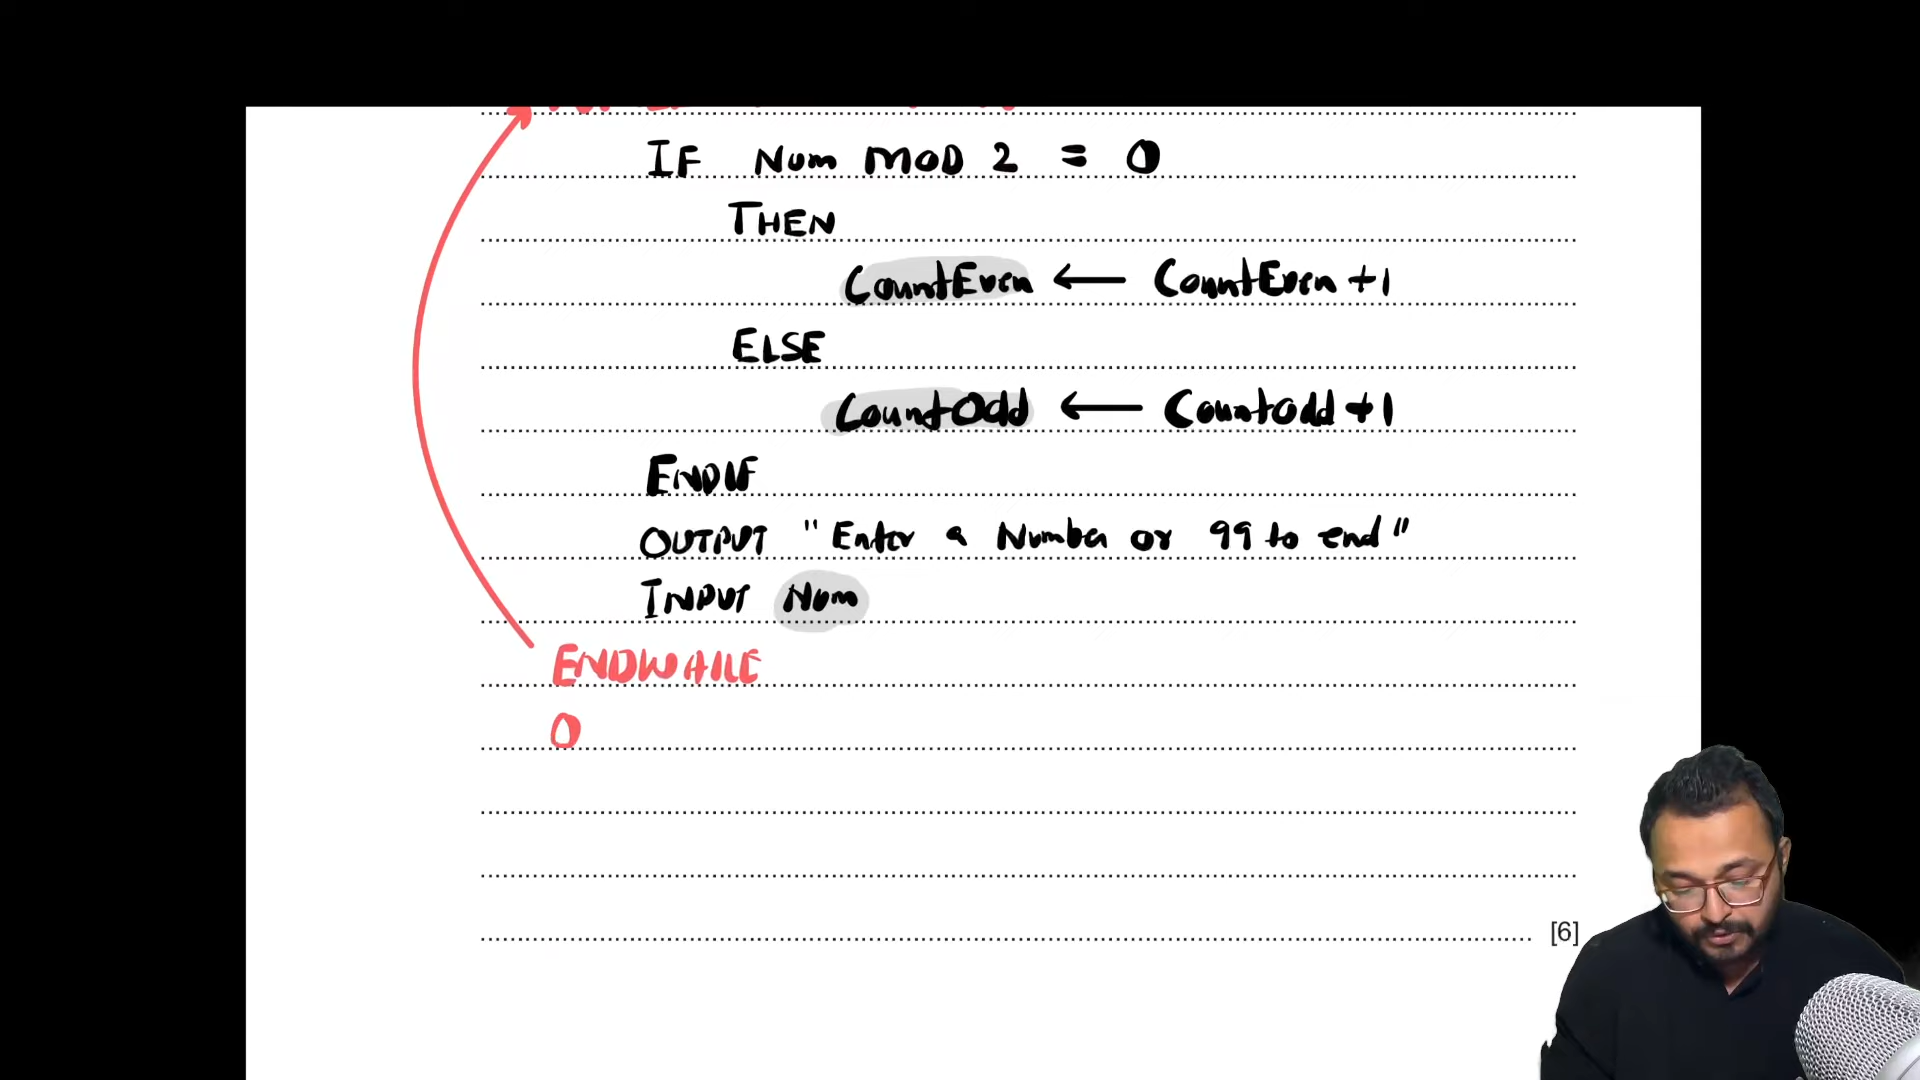 IF Num MOD 2 = 0
THEN
CountEven ← CountEven + 1
ELSE
CountOdd ← CountOdd + 1
ENDIF
OUTPUT "Enter a Number or 99 to end"
INPUT Num
ENDWHILE
O
[6]